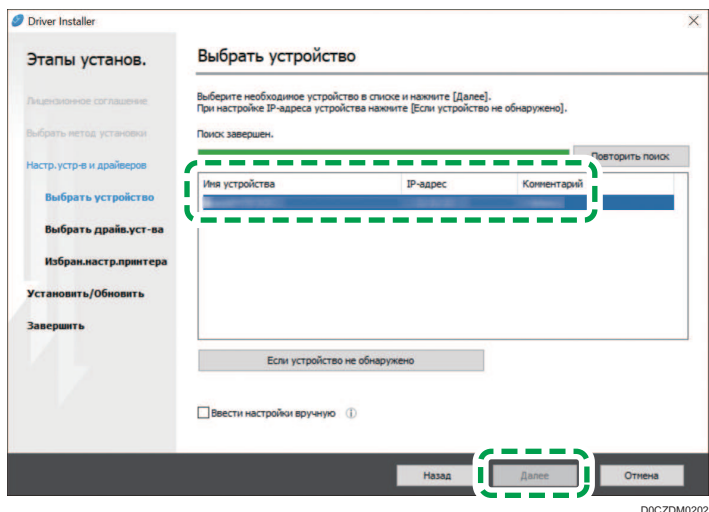 Driver Installer
Этапы установ.
Лицензионное соглашение
Выбрать метод установки
Настр.устр-в и драйверов
Выбрать устройство
Выбрать драйв.уст-ва
Избран.настр.принтера
Установить/Обновить
Завершить
Выбрать устройство
Выберите необходимое устройство в списке и нажмите [Далее].
При настройке IP-адреса устройства нажмите [Если устройство не обнаружено].
Поиск завершен.
Повторить поиск
Имя устройства IP-адрес Комментарий
Если устройство не обнаружено
Ввести настройки вручную
Назад Далее Отмена
D0CZDM0202